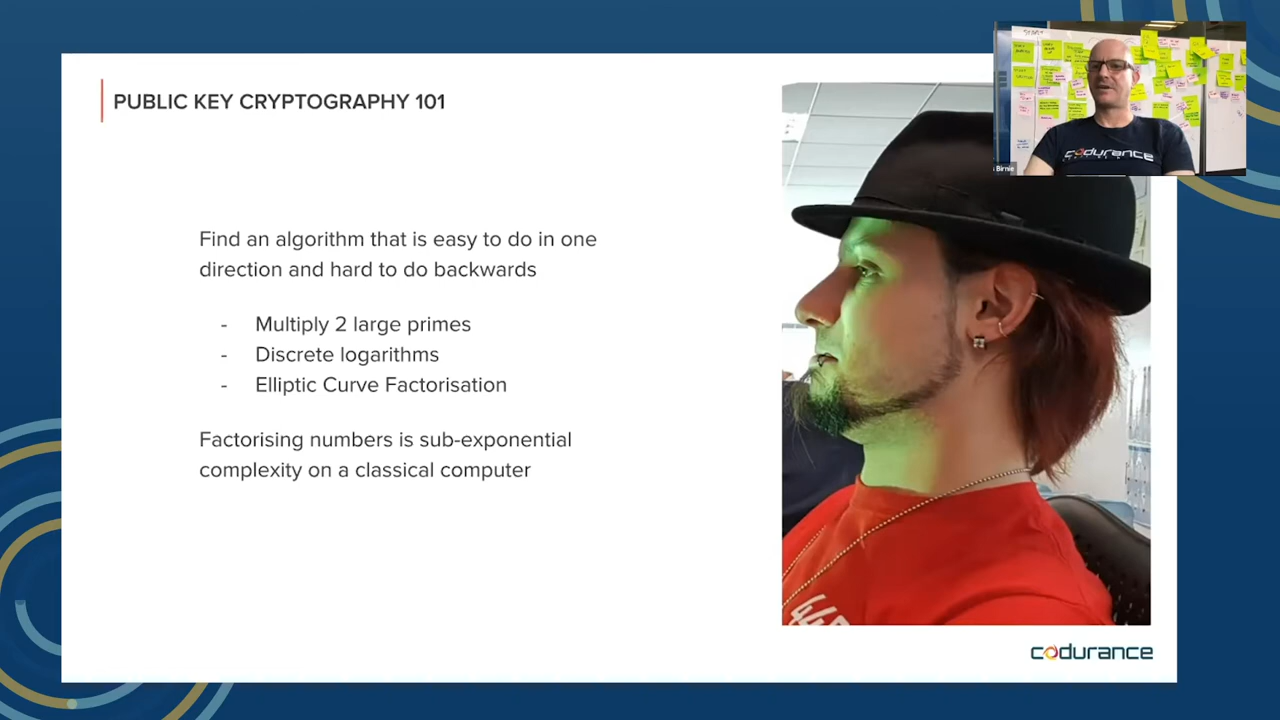 PUBLIC KEY CRYPTOGRAPHY 101
Find an algorithm that is easy to do in one
direction and hard to do backwards
- Multiply 2 large primes
- Discrete logarithms
- Elliptic Curve Factorisation
Factorising numbers is sub-exponential
complexity on a classical computer
codurance
Birnie
codurance